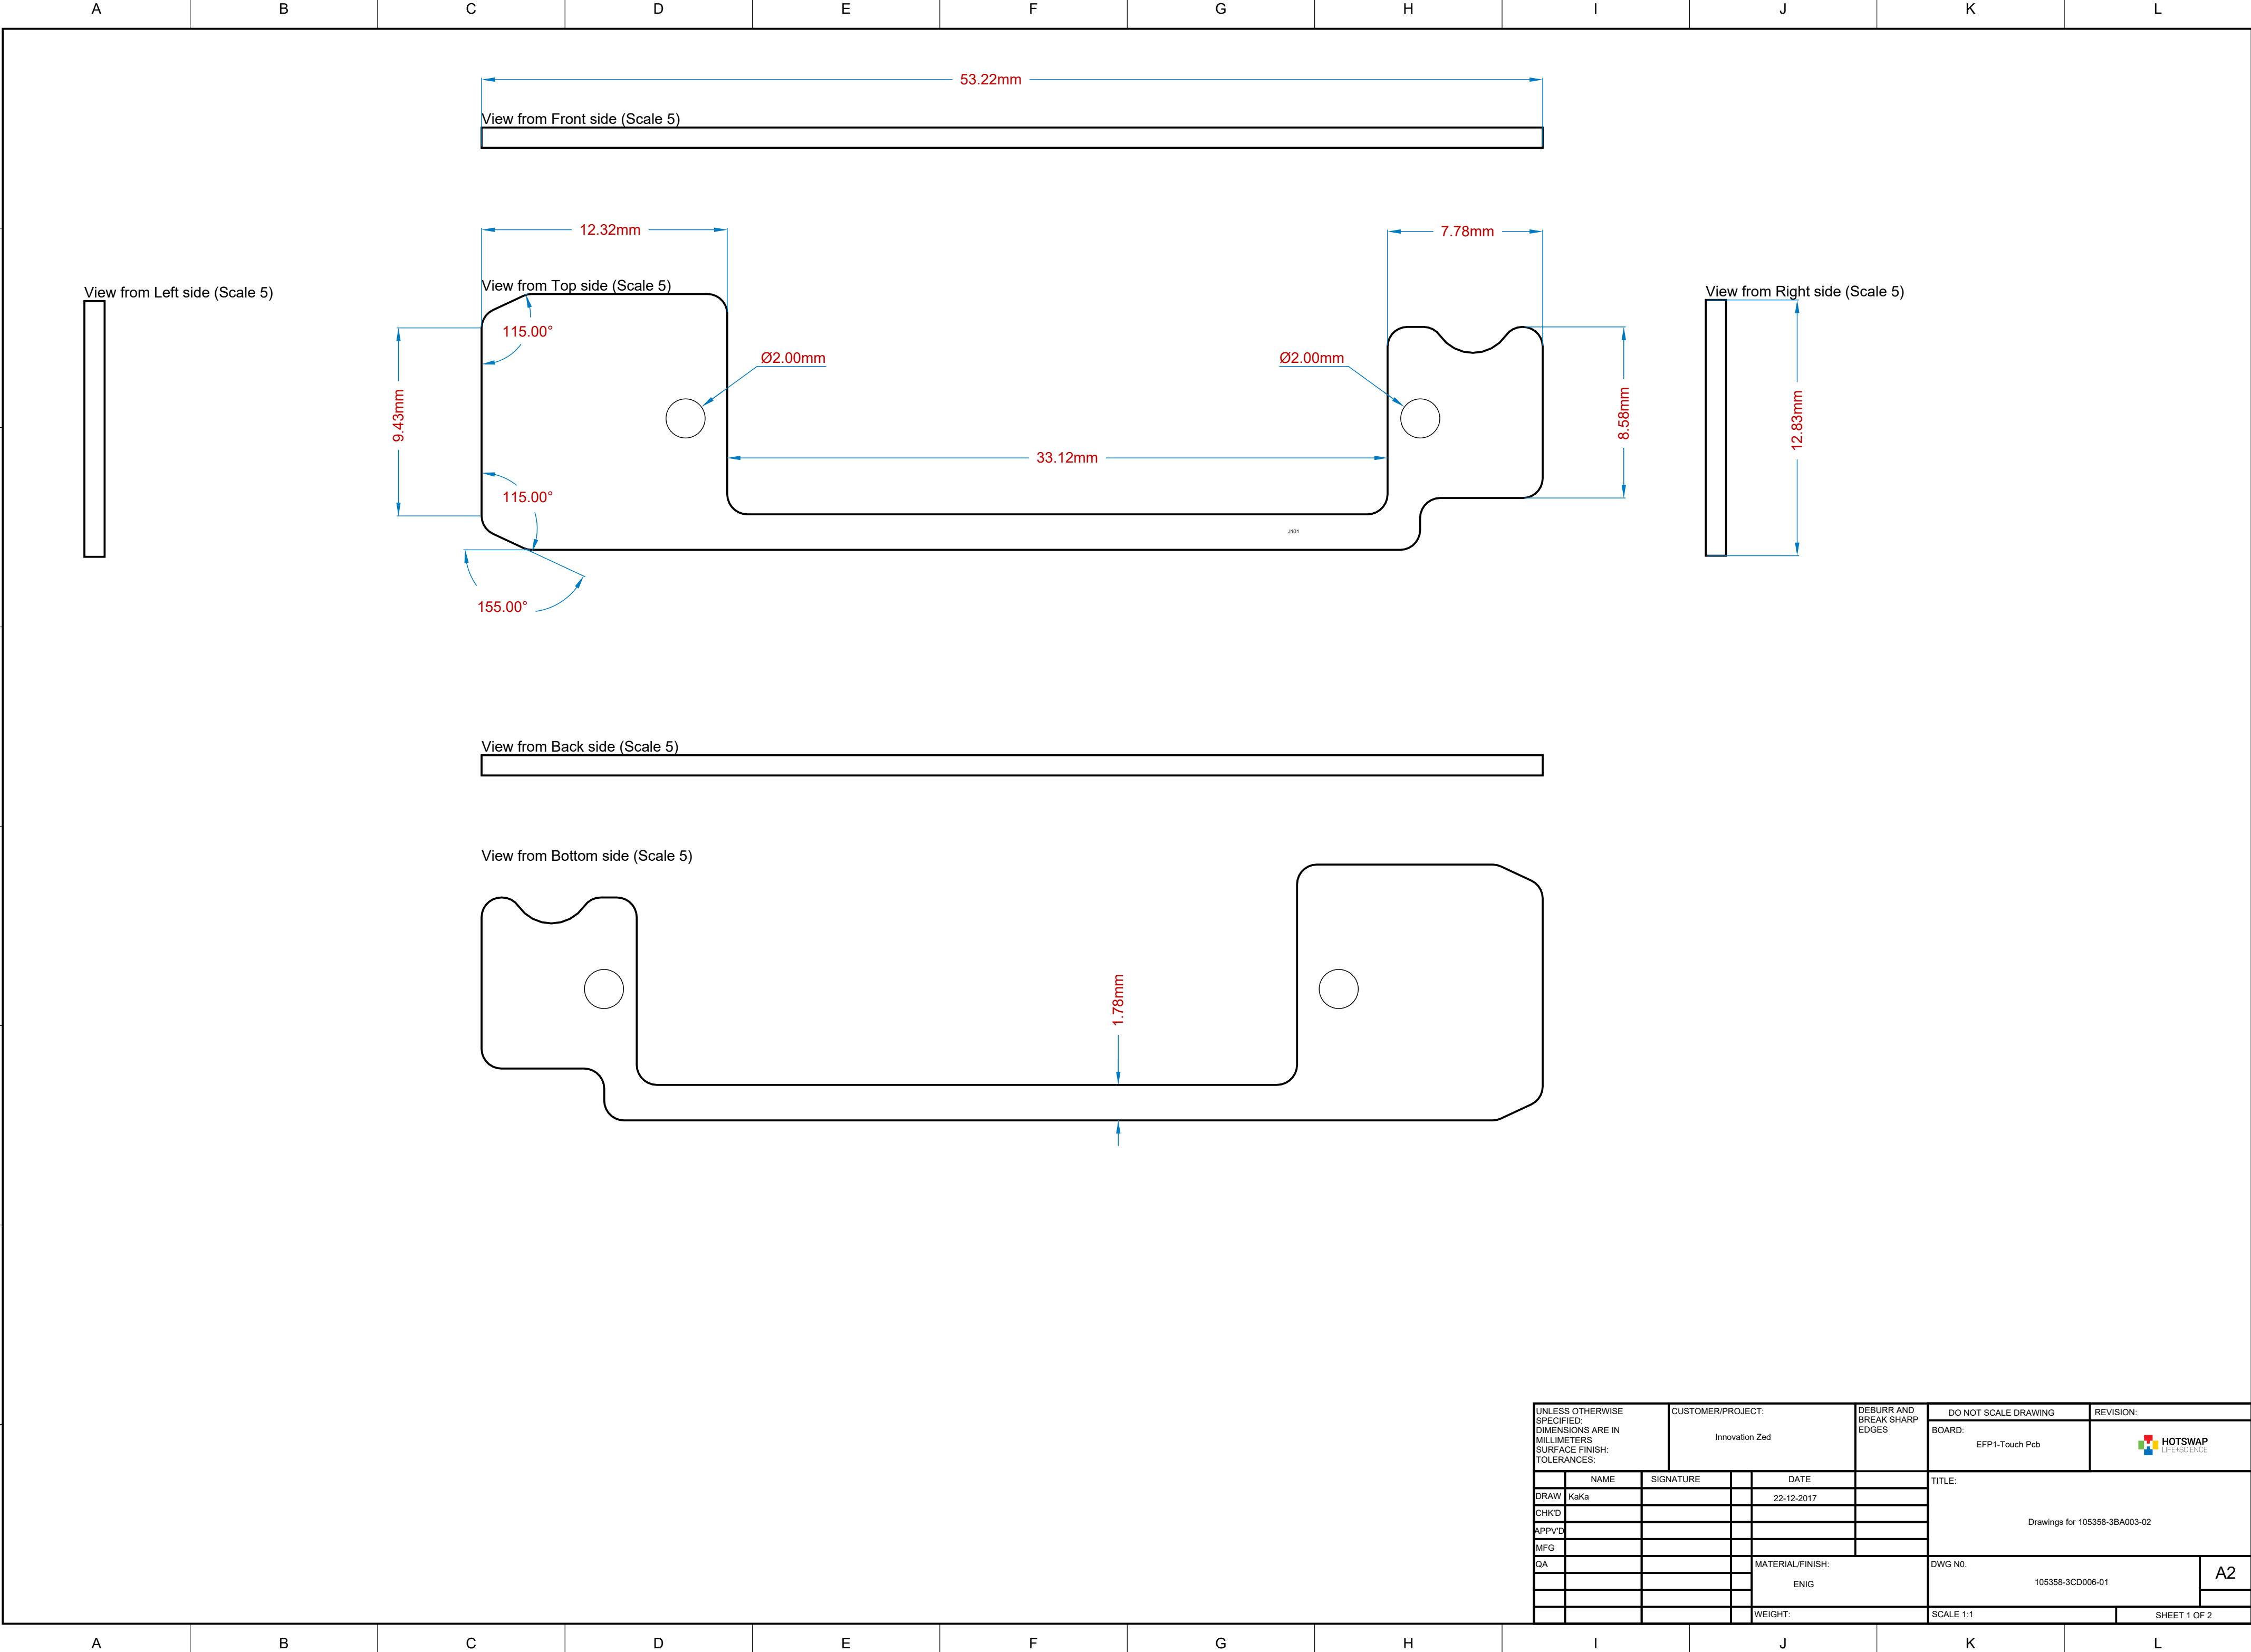 A B C D E F G H I J K L
53.22mm
View from Front side (Scale 5)
12.32mm
7.78mm
View from Left side (Scale 5)
View from Top side (Scale 5)
View from Right side (Scale 5)
115.00°
Ø2.00mm
Ø2.00mm
9.43mm
8.58mm
12.83mm
33.12mm
115.00°
J101
155.00°
View from Back side (Scale 5)
View from Bottom side (Scale 5)
1.78mm
UNLESS OTHERWISE
SPECIFIED:
DIMENSIONS ARE IN
MILLIMETERS
SURFACE FINISH:
TOLERANCES:
CUSTOMER/PROJECT:
Innovation Zed
DEBURR AND
BREAK SHARP
EDGES
DO NOT SCALE DRAWING
REVISION:
BOARD:
EFP1-Touch Pcb
HOTSWAP
LIFE+SCIENCE
NAME SIGNATURE DATE
TITLE:
DRAW KaKa 22-12-2017
CHK'D
Drawings for 105358-3BA003-02
APPV'D
MFG
QA
MATERIAL/FINISH:
ENIG
DWG N0.
105358-3CD006-01
A2
WEIGHT:
SCALE 1:1
SHEET 1 OF 2
A B C D E F G H I J K L